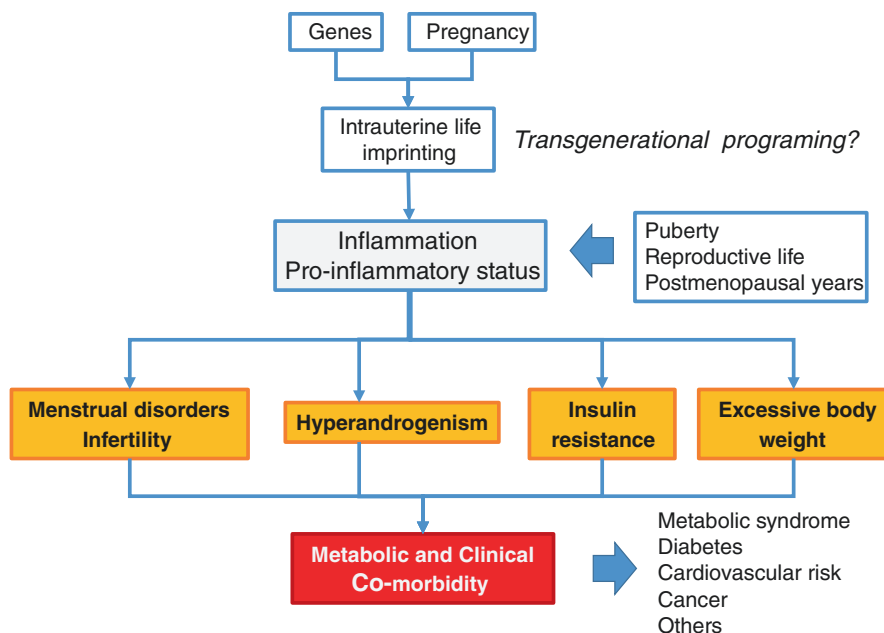 Genes
Pregnancy
Intrauterine life
imprinting
Transgenerational programing?
Inflammation
Pro-inflammatory status
Puberty
Reproductive life
Postmenopausal years
Menstrual disorders
Infertility
Hyperandrogenism
Insulin
resistance
Excessive body
weight
Metabolic and Clinical
Co-morbidity
Metabolic syndrome
Diabetes
Cardiovascular risk
Cancer
Others